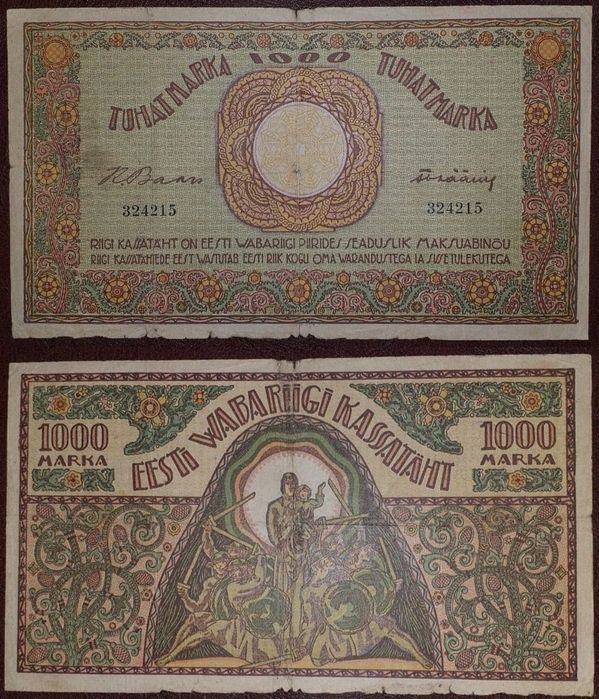 TUHAT MARKA 1000 TUHAT MARKA
K. Baars
324215 324215
RIIGI KASSATÄHT ON EESTI WABARIIGI PIIRIDES SEADUSLIK MAKSUABINÕU
RIIGI KASSATÄHTEDE EEST WASTUTAB EESTI RIIK KOGU OMA WARANDUSTEGA JA SISSETULEKUTEGA
EESTI WABARIIGI KASSATÄHT
1000 1000
MARKA MARKA